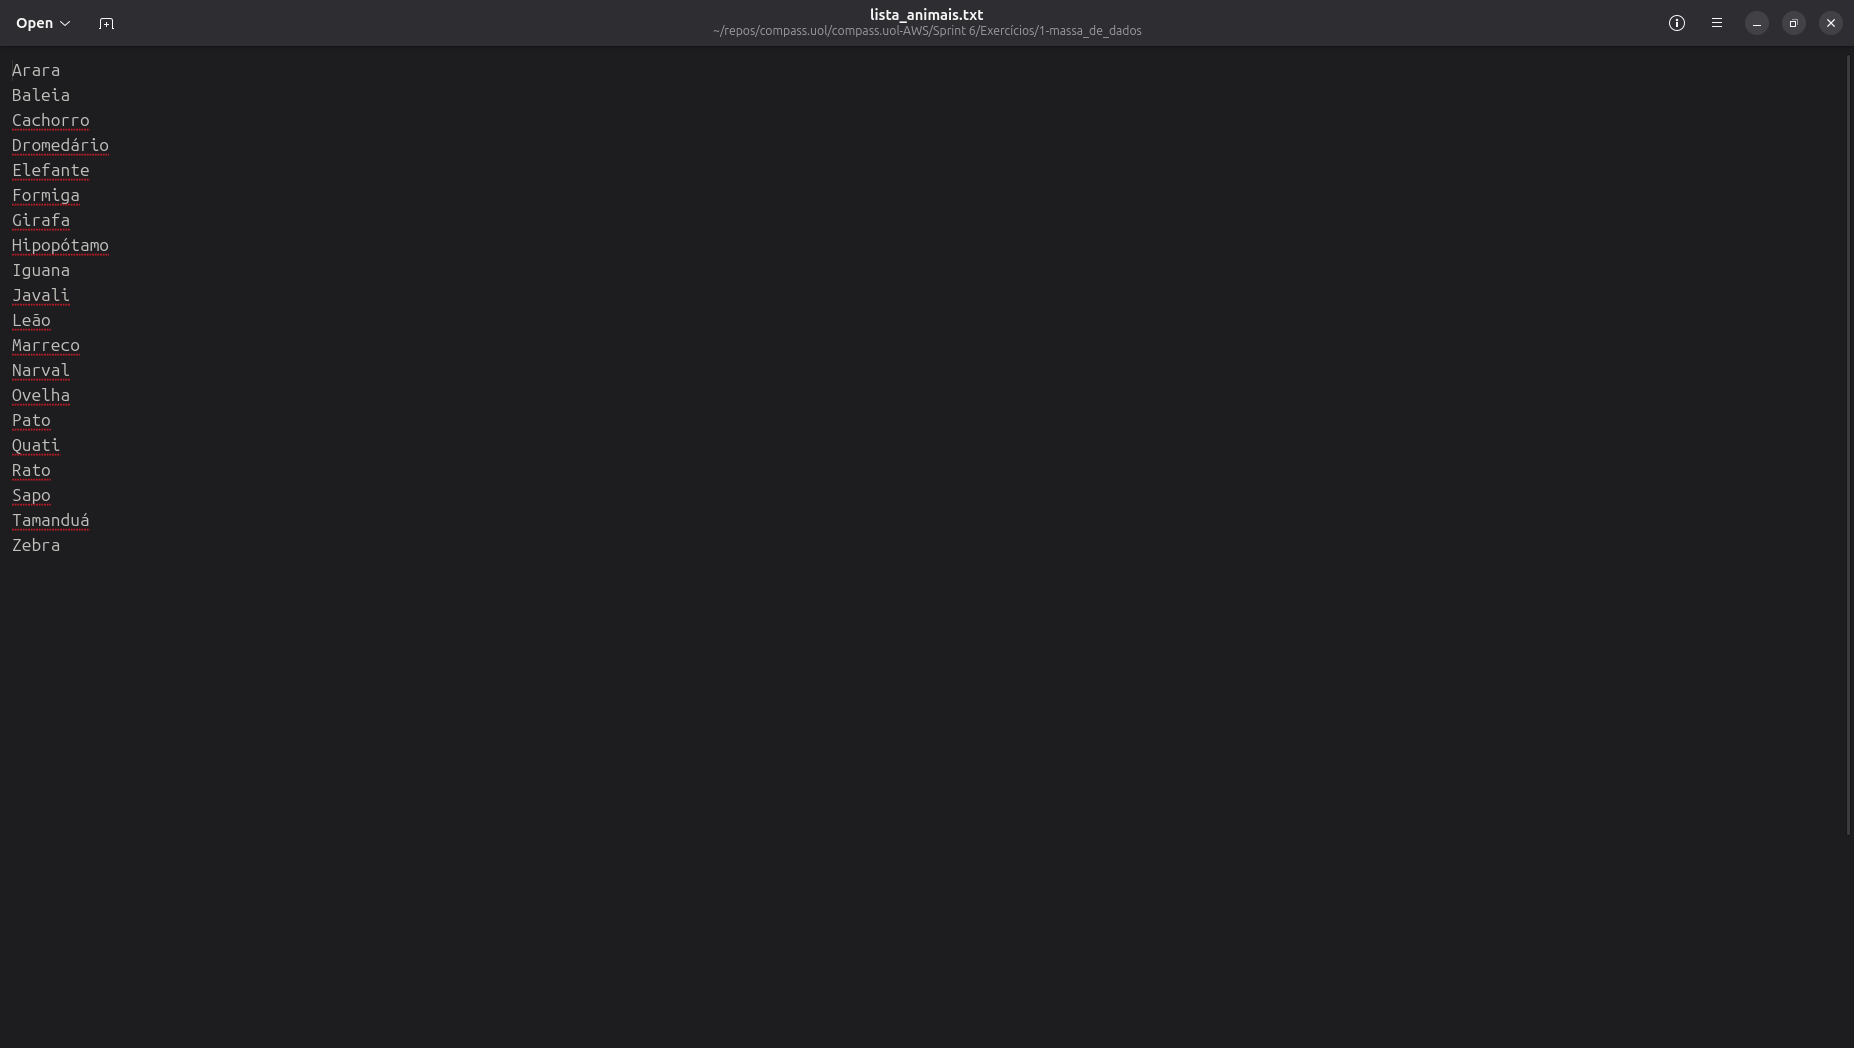 Open
lista_animais.txt
~/repos/compass.uol/compass.uol-AWS/Sprint 6/Exercícios/1-massa_de_dados
Arara
Baleia
Cachorro
Dromedário
Elefante
Formiga
Girafa
Hipopótamo
Iguana
Javali
Leão
Marreco
Narval
Ovelha
Pato
Quati
Rato
Sapo
Tamanduá
Zebra